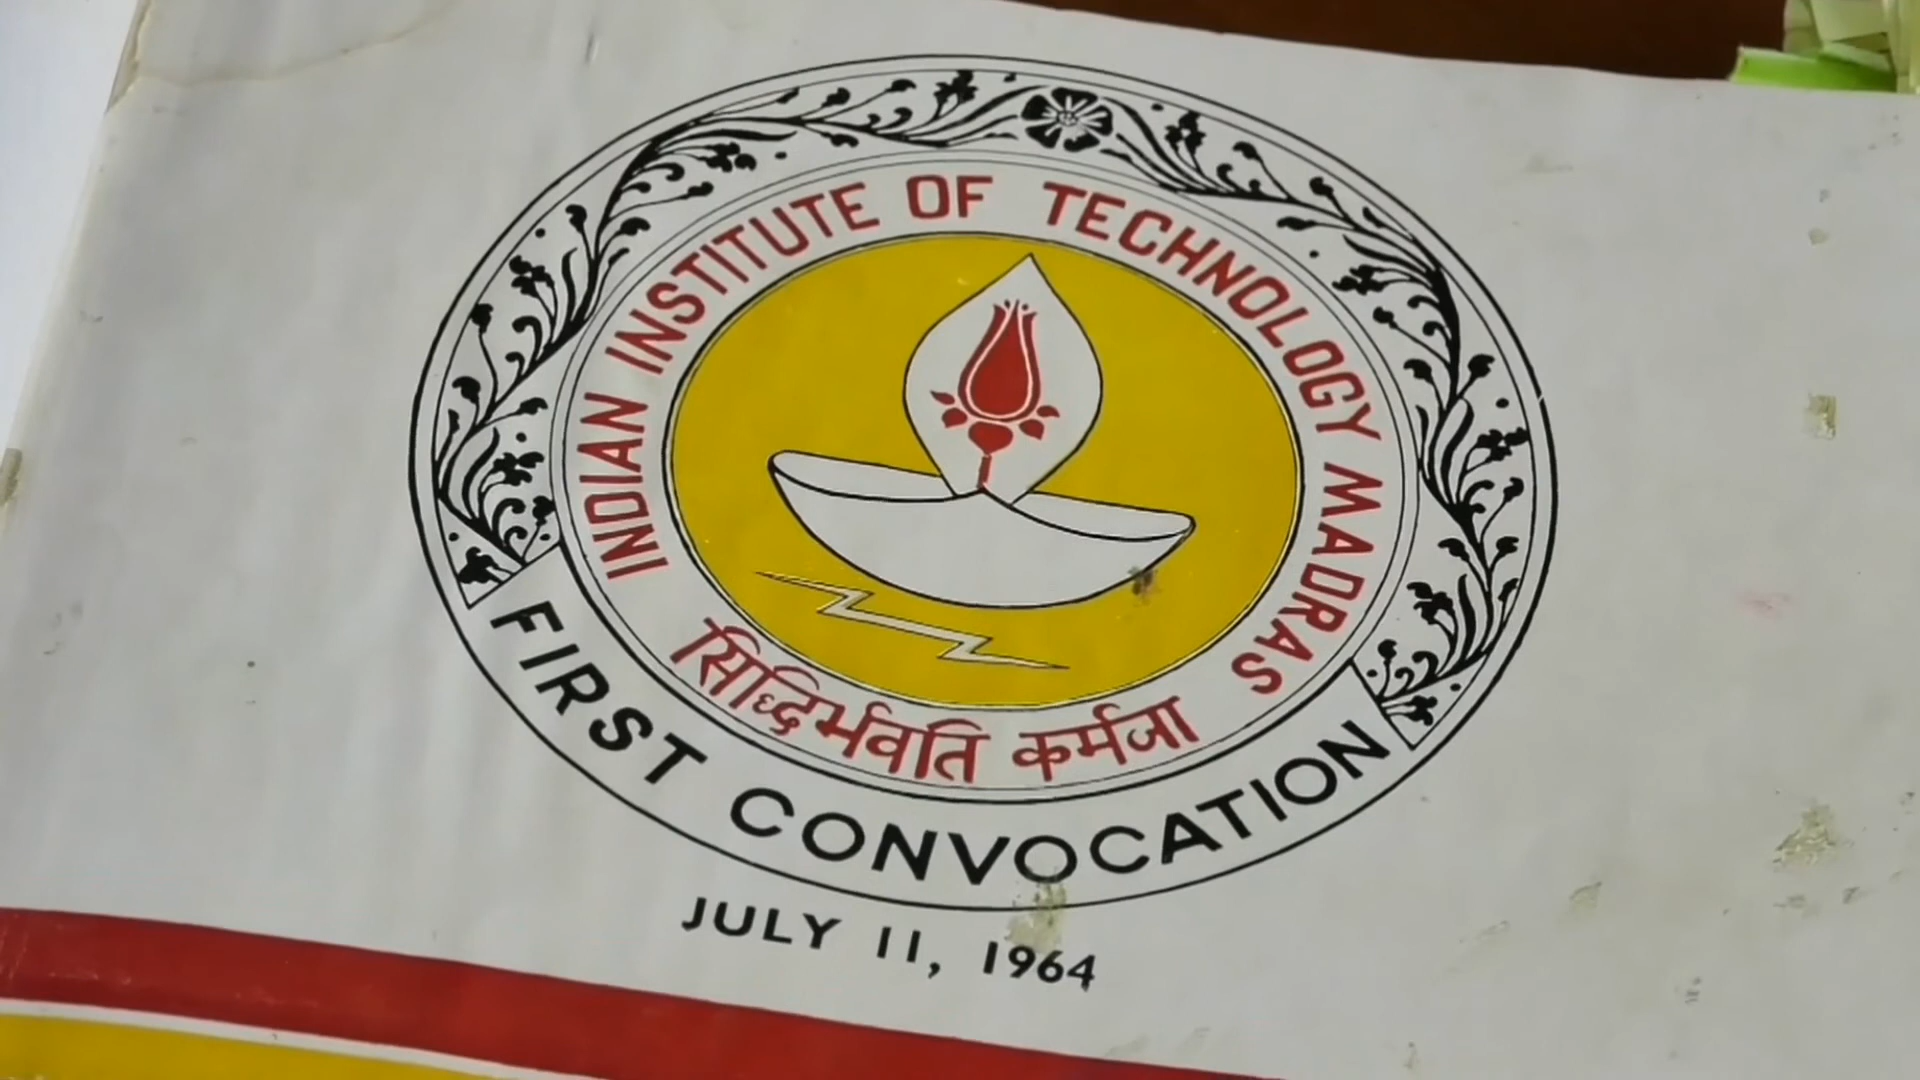 INDIAN INSTITUTE OF TECHNOLOGY MADRAS
सिद्धिर्भवति कर्मजा
FIRST CONVOCATION
JULY 11, 1964